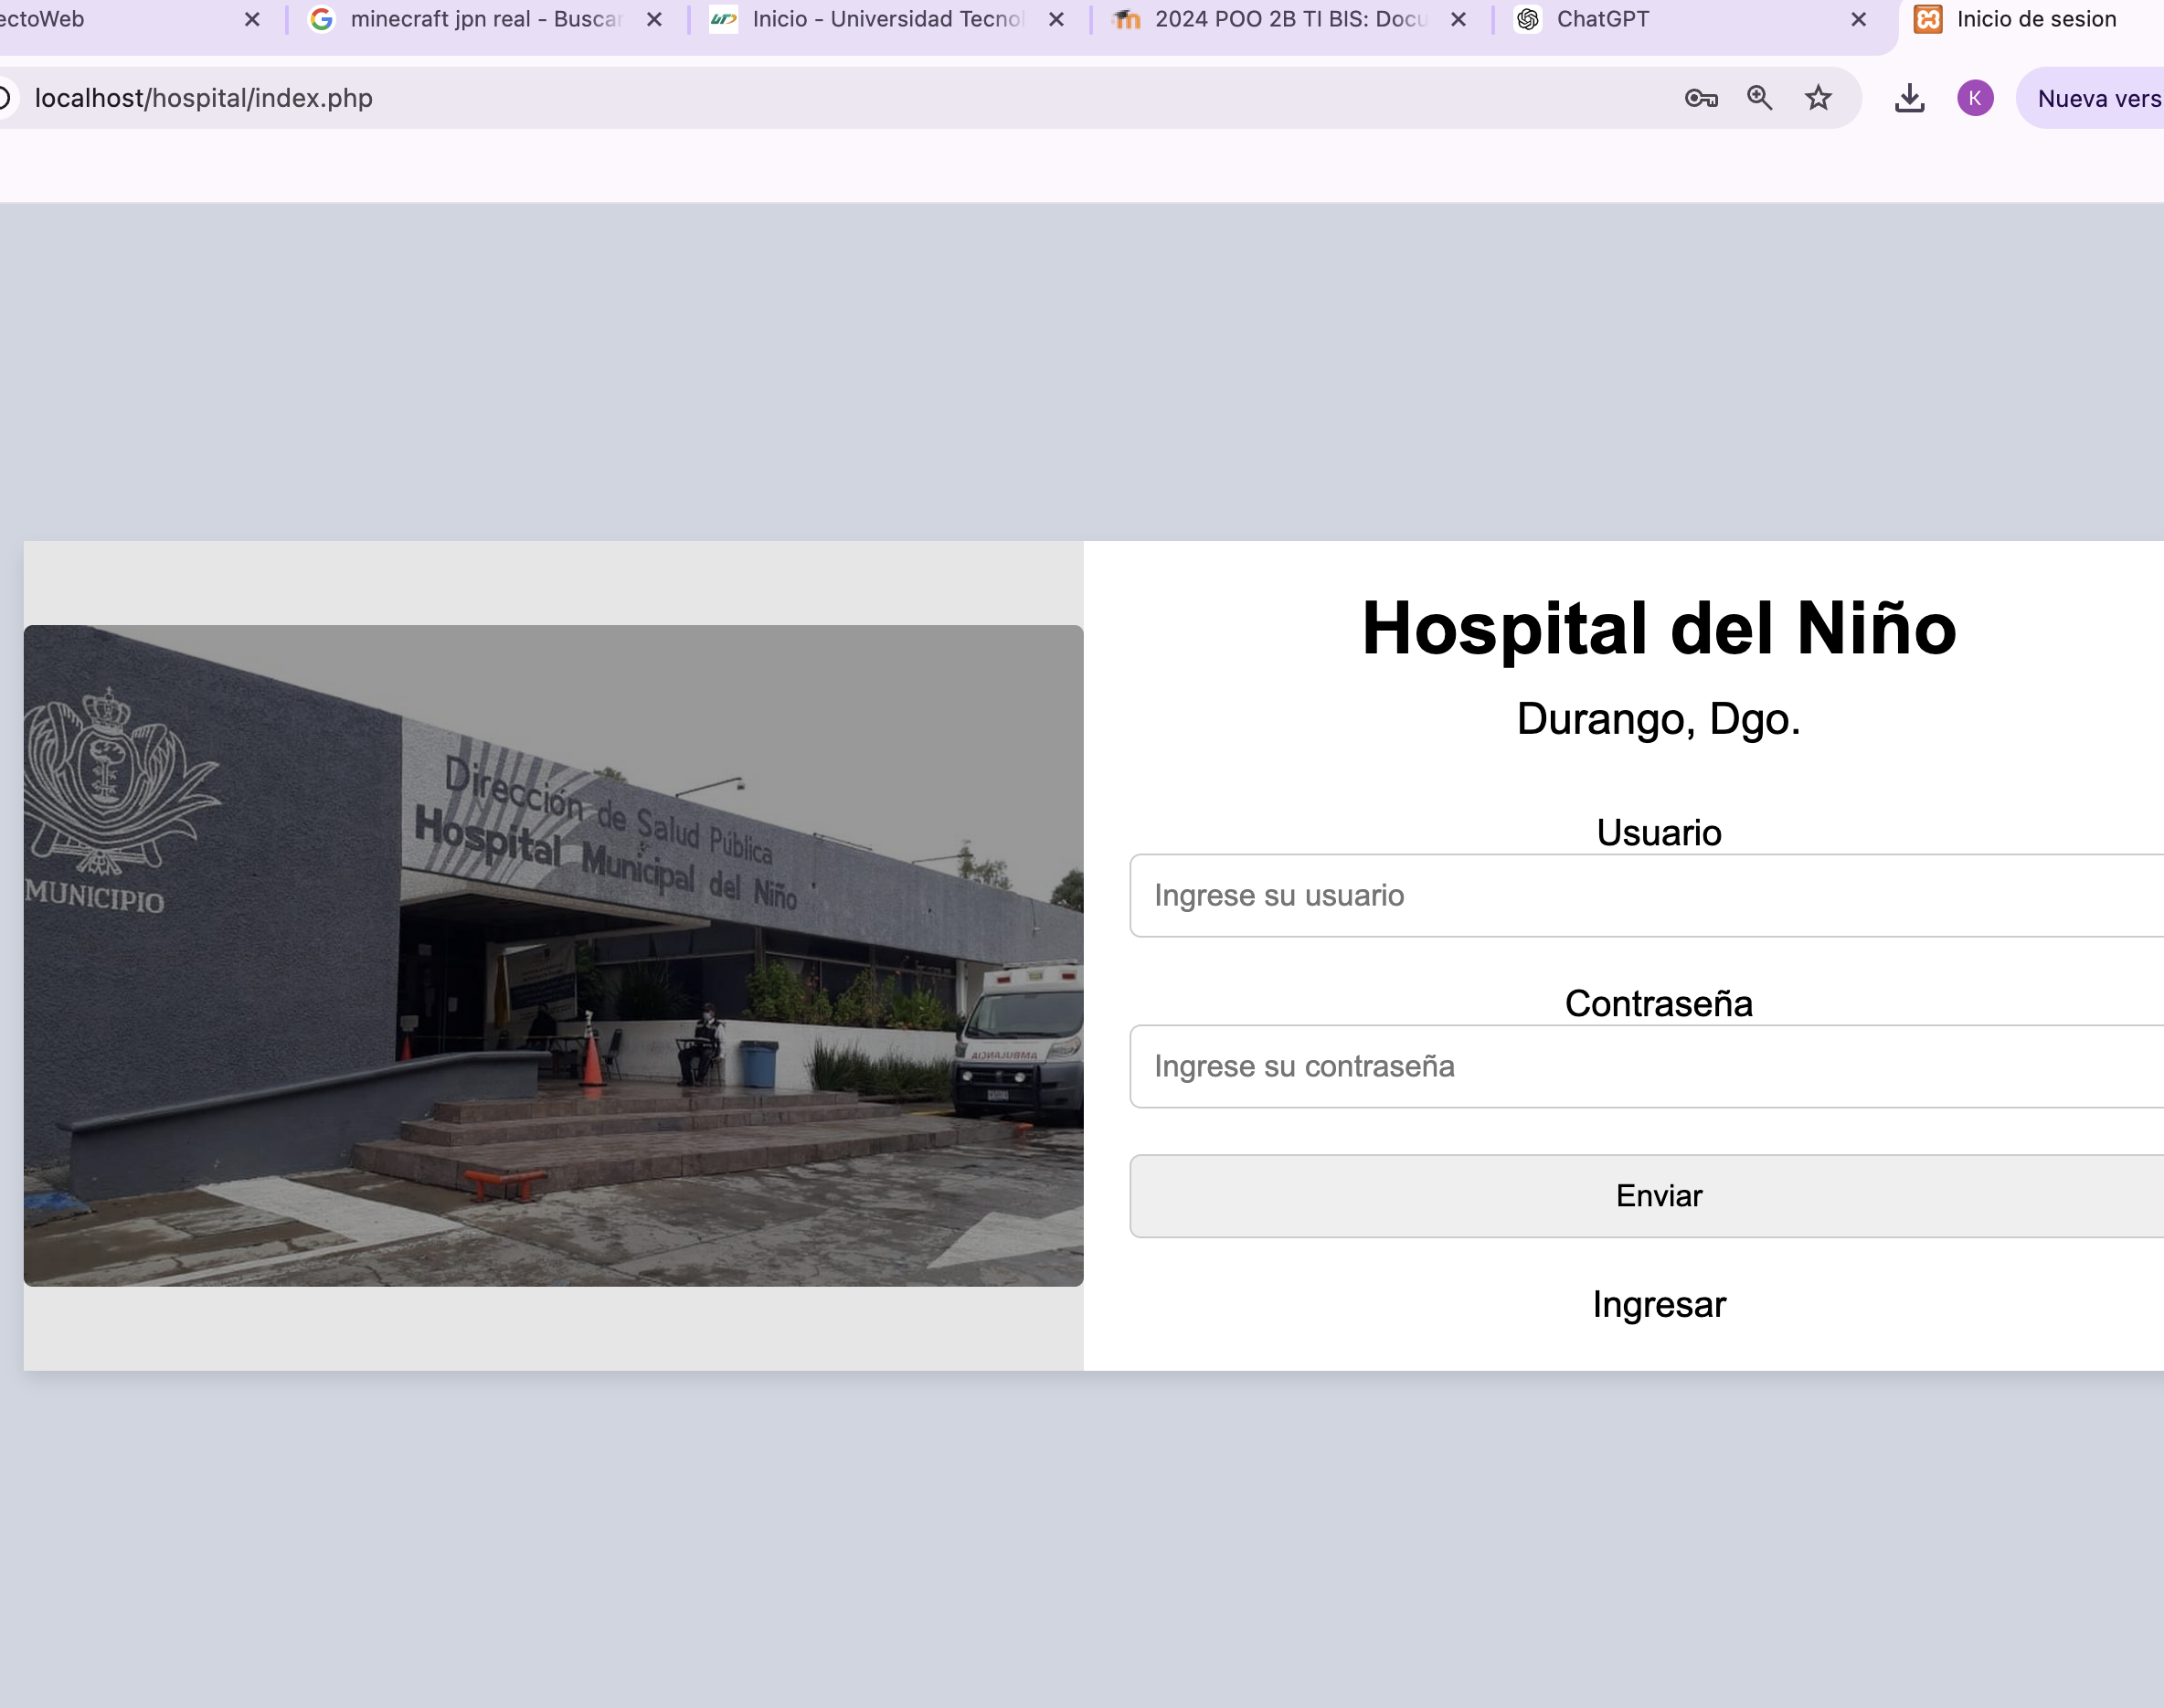 ectoWeb
minecraft jpn real - Buscar
Inicio - Universidad Tecnol
2024 POO 2B TI BIS: Docu
ChatGPT
Inicio de sesion
localhost/hospital/index.php
K
Nueva vers
MUNICIPIO
Dirección de Salud Pública
Hospital Municipal del Niño
AMBULANCIA
Hospital del Niño
Durango, Dgo.
Usuario
Ingrese su usuario
Contraseña
Ingrese su contraseña
Enviar
Ingresar